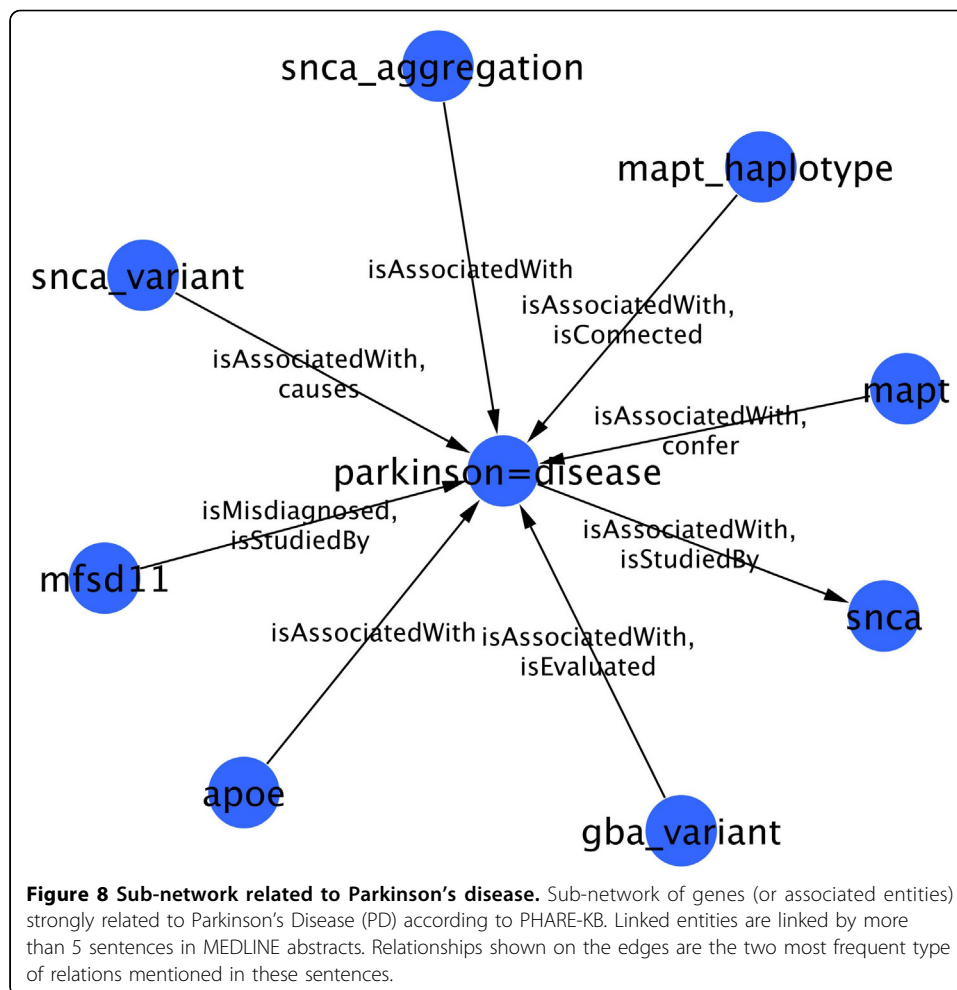 snca_aggregation
mapt_haplotype
snca_variant
isAssociatedWith
isAssociatedWith,
isConnected
isAssociatedWith,
causes
mapt
isAssociatedWith,
confer
parkinson=disease
isMisdiagnosed,
isStudiedBy
isAssociatedWith,
isStudiedBy
mfsd11
snca
isAssociatedWith
isAssociatedWith,
isEvaluated
apoe
gba_variant
Figure 8 Sub-network related to Parkinson's disease. Sub-network of genes (or associated entities)
strongly related to Parkinson's Disease (PD) according to PHARE-KB. Linked entities are linked by more
than 5 sentences in MEDLINE abstracts. Relationships shown on the edges are the two most frequent type
of relations mentioned in these sentences.